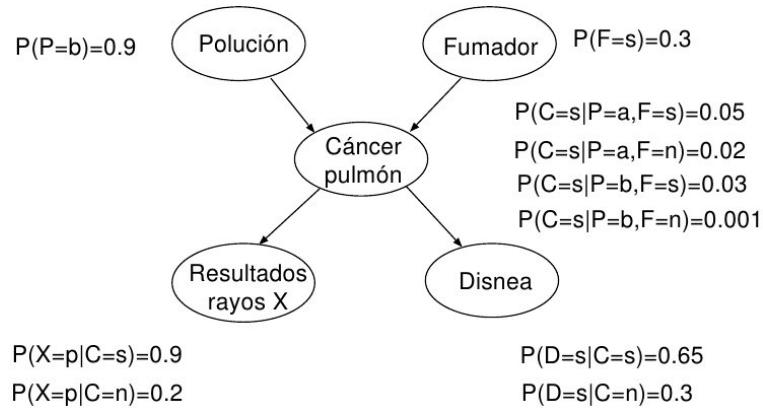 P(P=b)=0.9
Polución
Fumador
P(F=s)=0.3
P(C=s|P=a,F=s)=0.05
P(C=s|P=a,F=n)=0.02
P(C=s|P=b,F=s)=0.03
P(C=s|P=b,F=n)=0.001
Cáncer
pulmón
Resultados
rayos X
Disnea
P(X=p|C=s)=0.9
P(X=p|C=n)=0.2
P(D=s|C=s)=0.65
P(D=s|C=n)=0.3